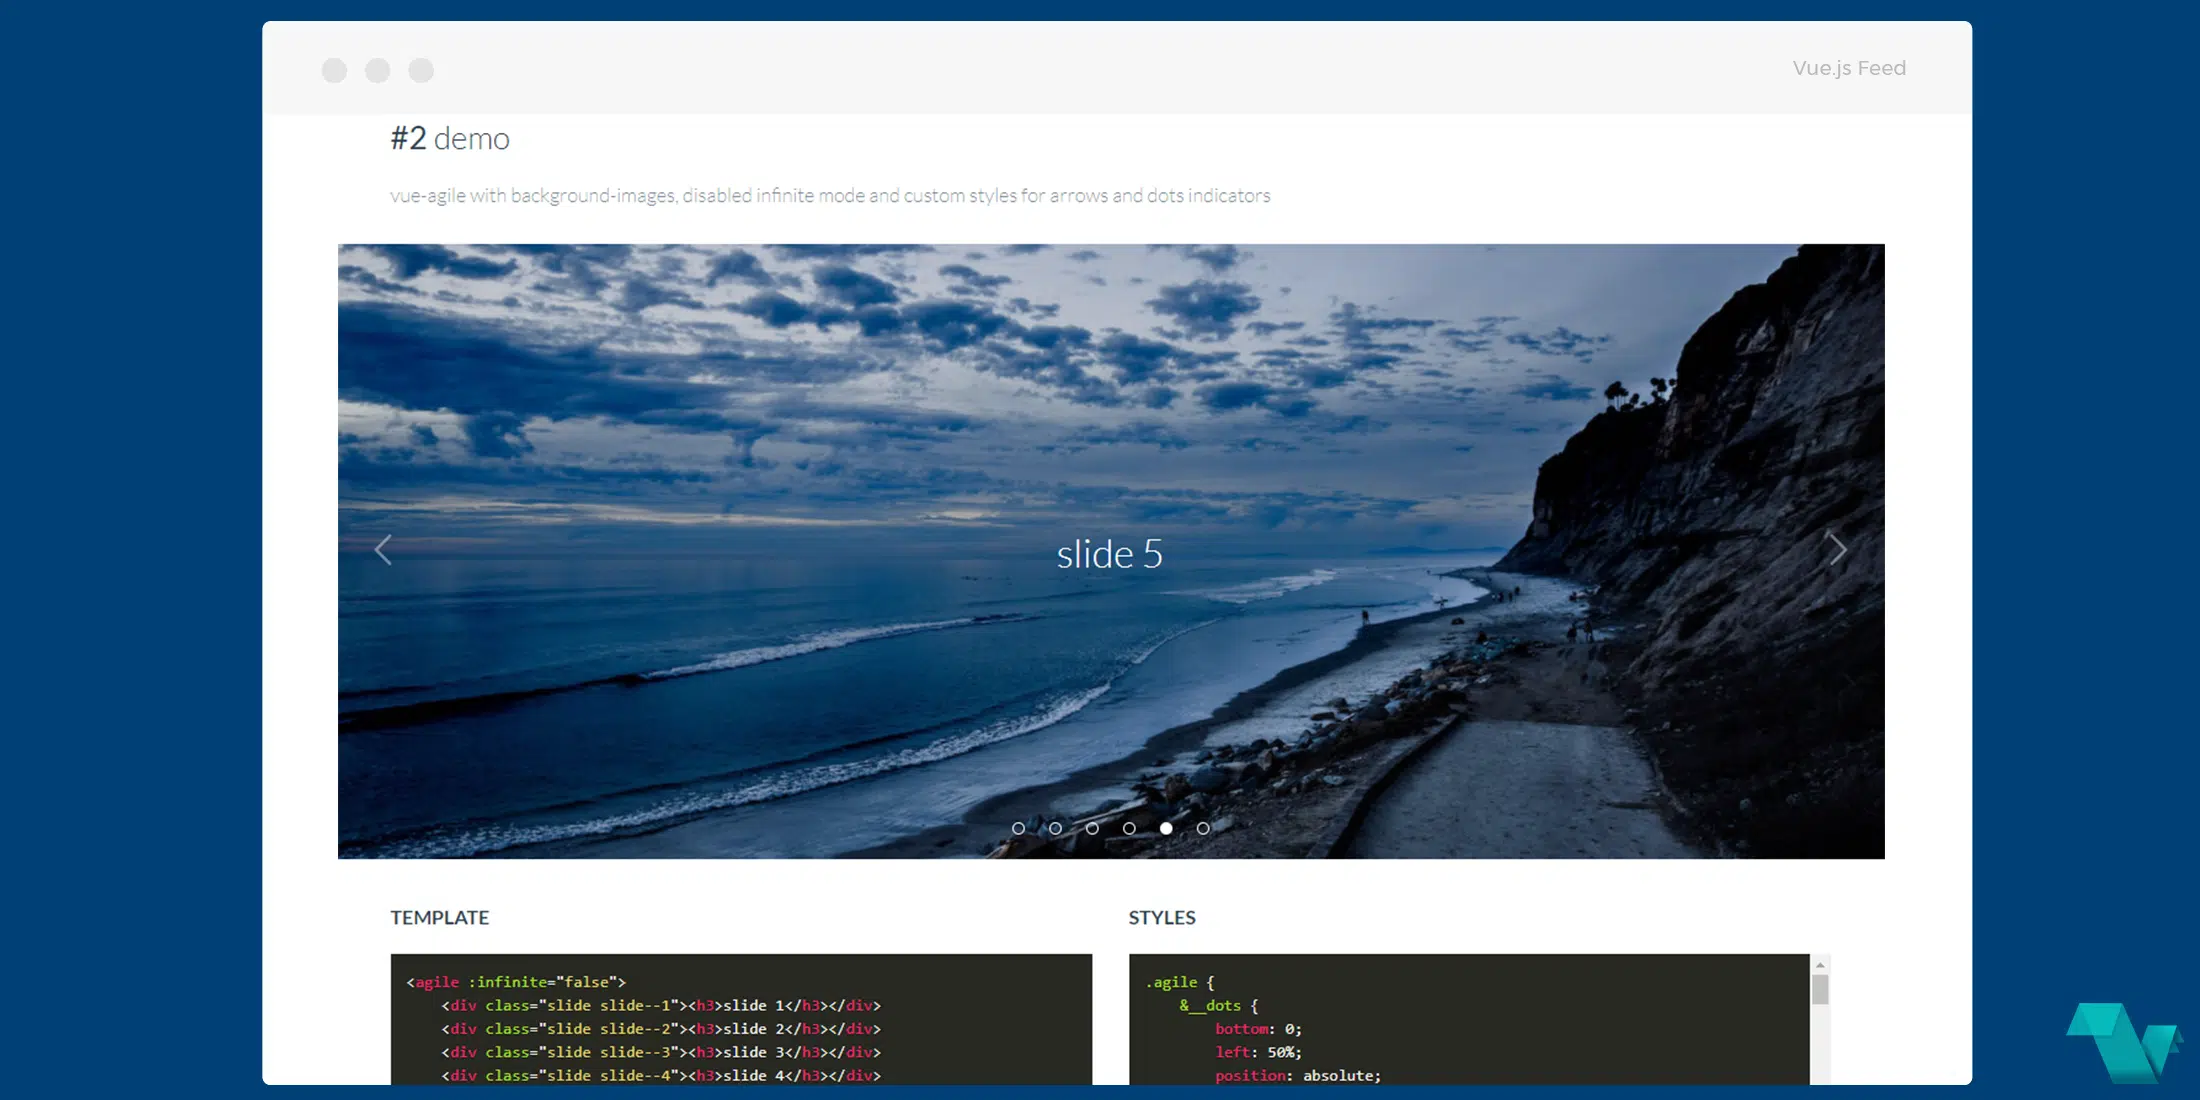 Vue.js Feed
#2 demo
vue-agile with background-images, disabled infinite mode and custom styles for arrows and dots indicators
slide 5
TEMPLATE
<agile :infinite="false">
<div class="slide slide--1"><h3>slide 1</h3></div>
<div class="slide slide--2"><h3>slide 2</h3></div>
<div class="slide slide--3"><h3>slide 3</h3></div>
<div class="slide slide--4"><h3>slide 4</h3></div>
STYLES
.agile {
&__dots {
bottom: 0;
left: 50%;
position: absolute;